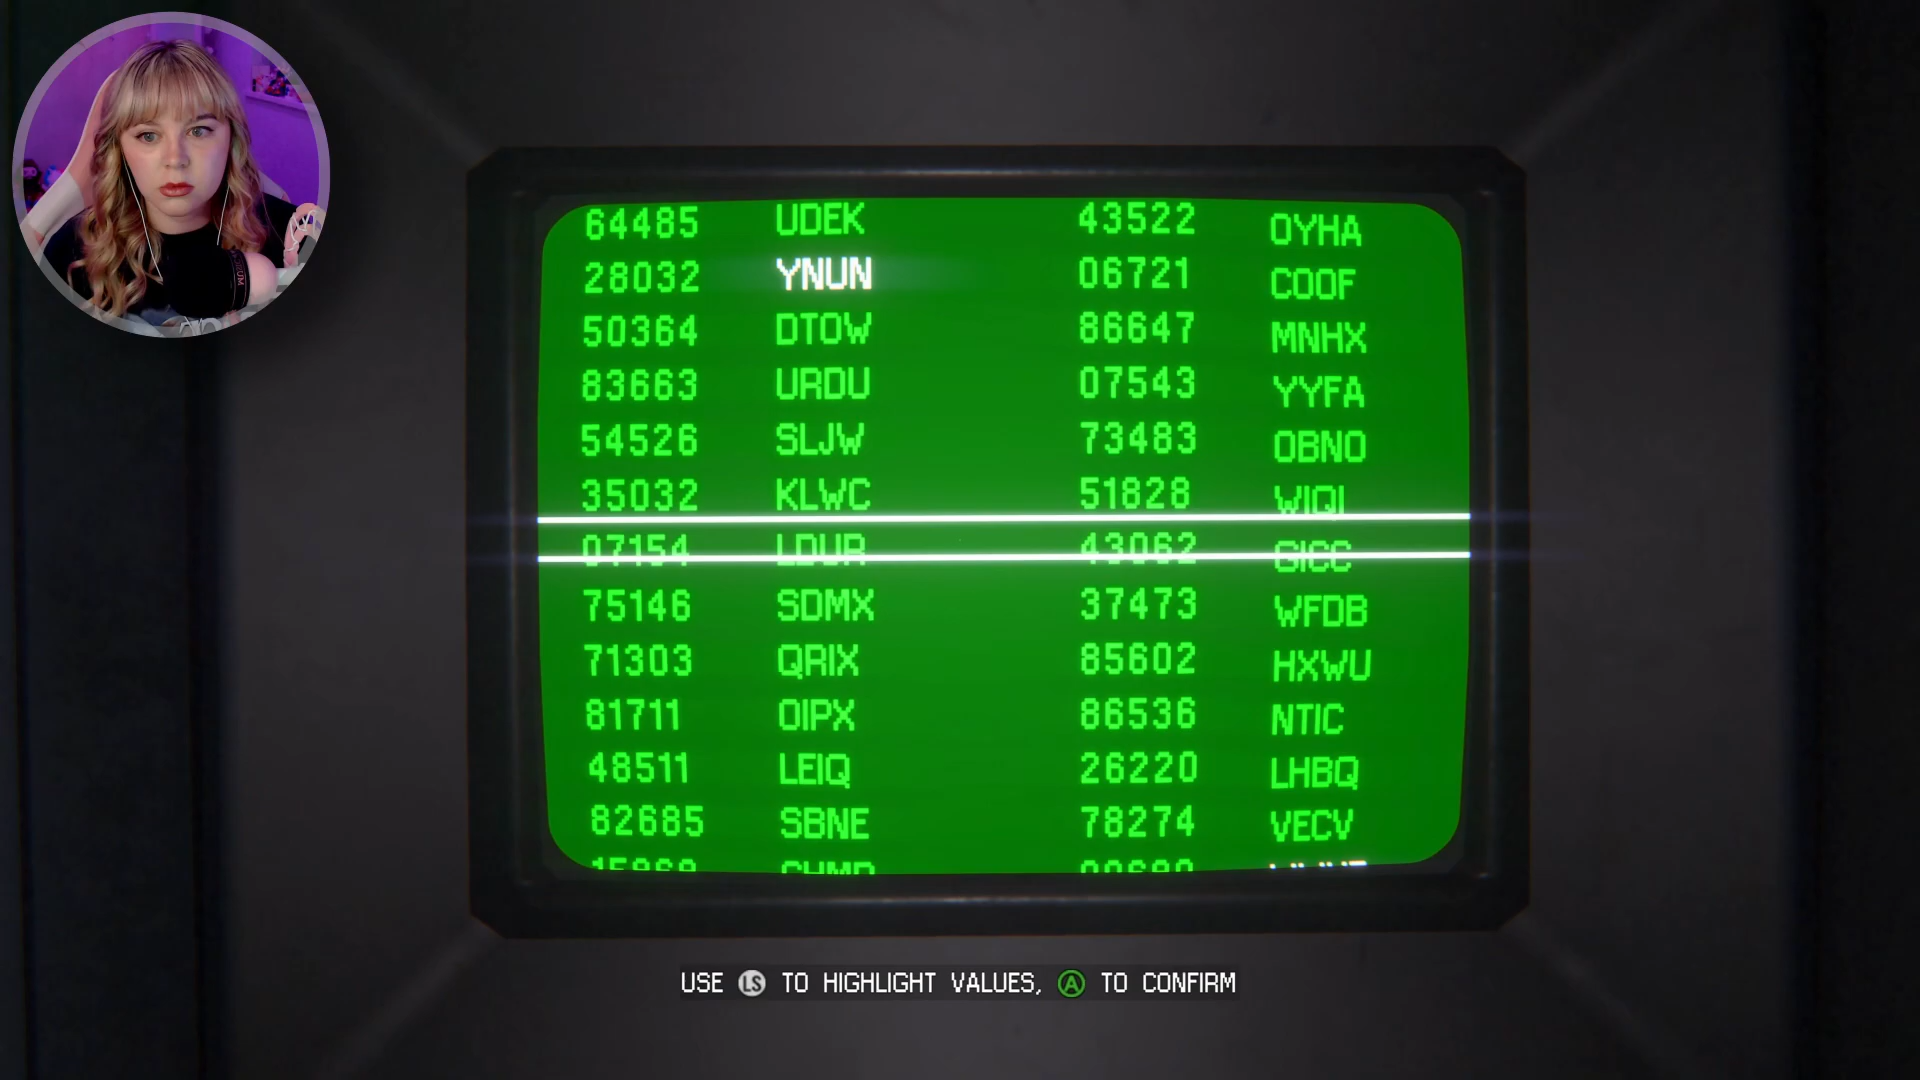 64485 UDEK 43522 OYHA
28032 YNUN 06721 COOF
50364 DTOW 86647 MNHX
83663 URDU 07543 YYFA
54526 SLJW 73483 OBNO
35032 KLWC 51828 WIQI
07154 LDUR 43062 GICC
75146 SDMX 37473 WFDB
71303 QRIX 85602 HXWU
81711 OIPX 86536 NTIC
48511 LEIQ 26220 LHBQ
82685 SBNE 78274 VECV
USE LS TO HIGHLIGHT VALUES, A TO CONFIRM